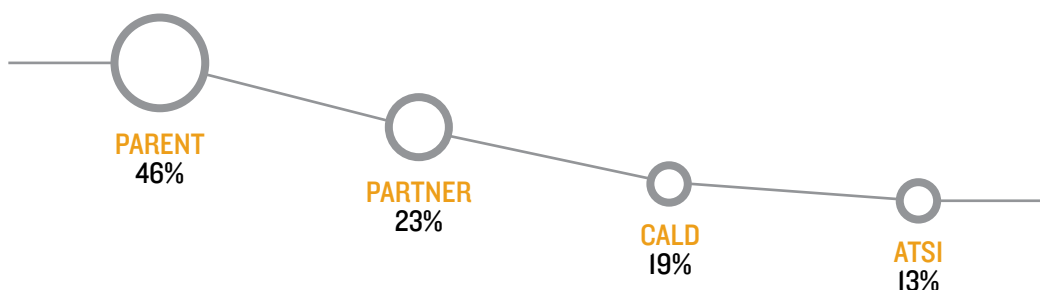 PARENT
46%
PARTNER
23%
CALD
19%
ATSI
13%